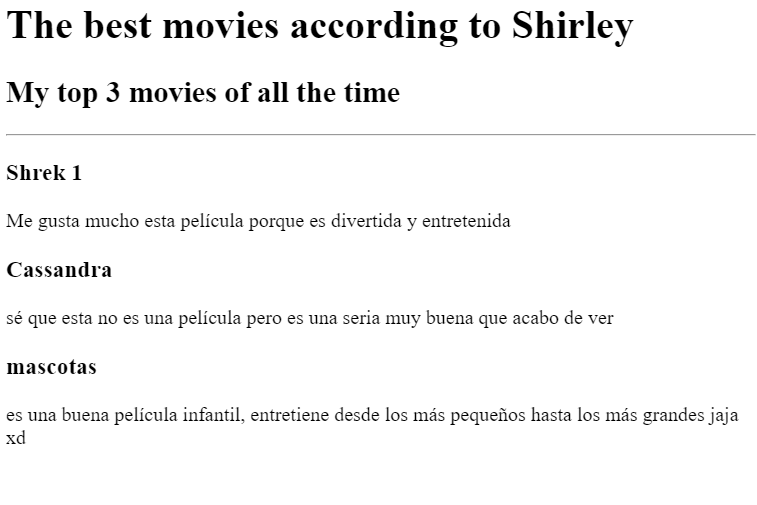 The best movies according to Shirley
My top 3 movies of all the time
Shrek 1
Me gusta mucho esta película porque es divertida y entretenida
Cassandra
sé que esta no es una película pero es una seria muy buena que acabo de ver
mascotas
es una buena película infantil, entretiene desde los más pequeños hasta los más grandes jaja
xd